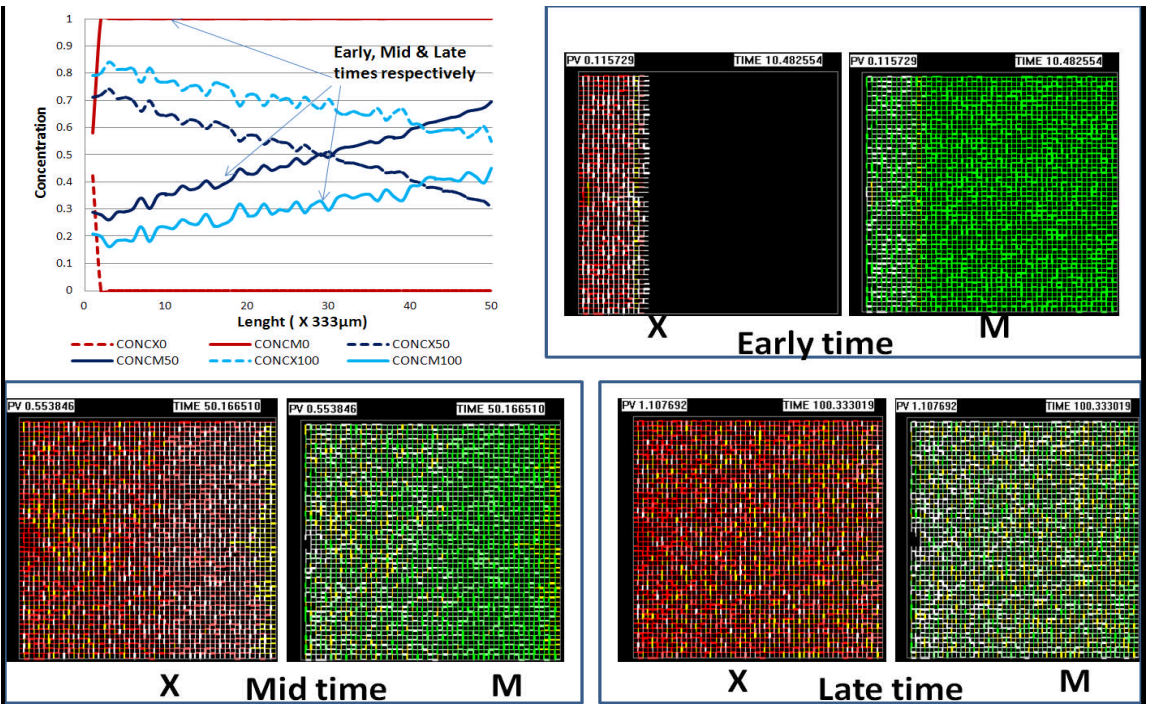 1
0.9
0.8
0.7
0.6
0.5
0.4
0.3
0.2
0.1
0
Concentration
Early, Mid & Late
times respectively
0 10 20 30 40 50
Lenght ( X 333µm)
CONCX0 CONCM0 CONCX50
CONCM50 CONCX100 CONCM100
PV 0.115729 TIME 10.482554
PV 0.115729 TIME 10.482554
X M
Early time
PV 0.553846 TIME 50.166510
PV 0.553846 TIME 50.166510
X Mid time M
PV 1.107692 TIME 100.333019
PV 1.107692 TIME 100.333019
X Late time M